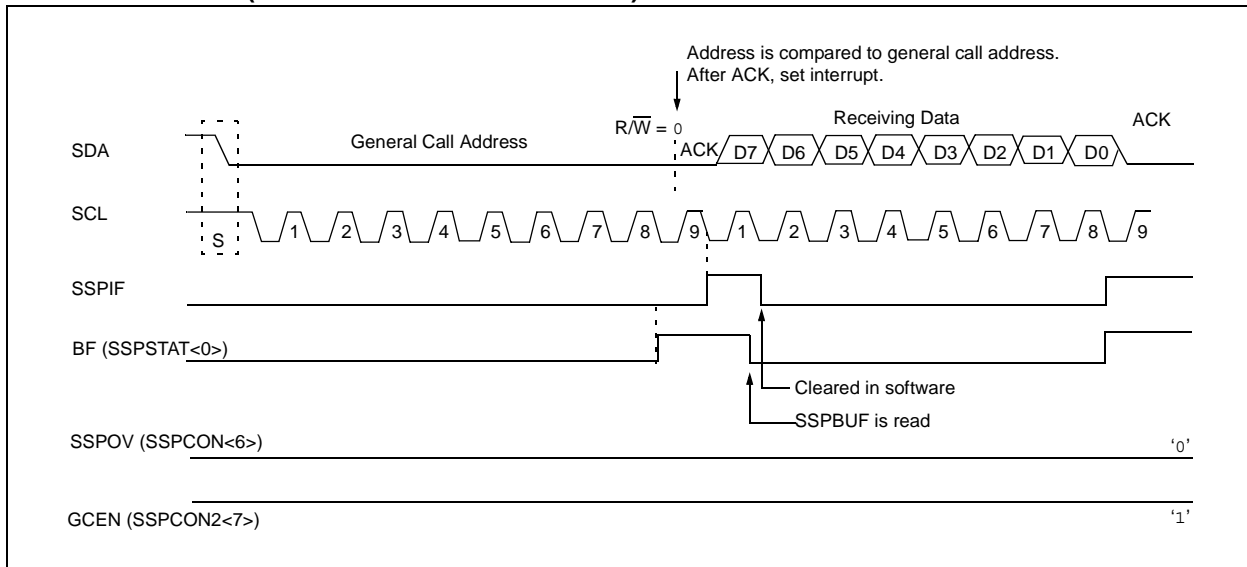 Address is compared to general call address.
After ACK, set interrupt.
R/W = 0
Receiving Data
ACK
General Call Address
SDA
ACK
D7 D6 D5 D4 D3 D2 D1 D0
SCL
S
1 2 3 4 5 6 7 8 9 1 2 3 4 5 6 7 8 9
SSPIF
BF (SSPSTAT<0>)
Cleared in software
SSPBUF is read
SSPOV (SSPCON<6>)
‘0’
GCEN (SSPCON2<7>)
‘1’